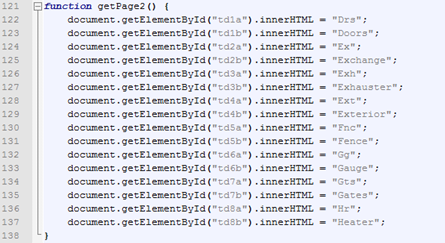 121 function getPage2() {
122 document.getElementById("td1a").innerHTML = "Drs";
123 document.getElementById("td1b").innerHTML = "Doors";
124 document.getElementById("td2a").innerHTML = "Ex";
125 document.getElementById("td2b").innerHTML = "Exchange";
126 document.getElementById("td3a").innerHTML = "Exh";
127 document.getElementById("td3b").innerHTML = "Exhauster";
128 document.getElementById("td4a").innerHTML = "Ext";
129 document.getElementById("td4b").innerHTML = "Exterior";
130 document.getElementById("td5a").innerHTML = "Fnc";
131 document.getElementById("td5b").innerHTML = "Fence";
132 document.getElementById("td6a").innerHTML = "Gg";
133 document.getElementById("td6b").innerHTML = "Gauge";
134 document.getElementById("td7a").innerHTML = "Gts";
135 document.getElementById("td7b").innerHTML = "Gates";
136 document.getElementById("td8a").innerHTML = "Hr";
137 document.getElementById("td8b").innerHTML = "Heater";
138 }